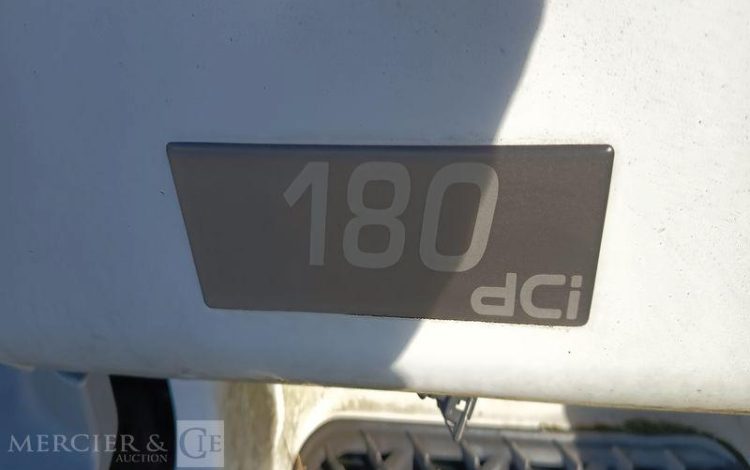 180
dCi
MERCIER & CIE
AUCTION